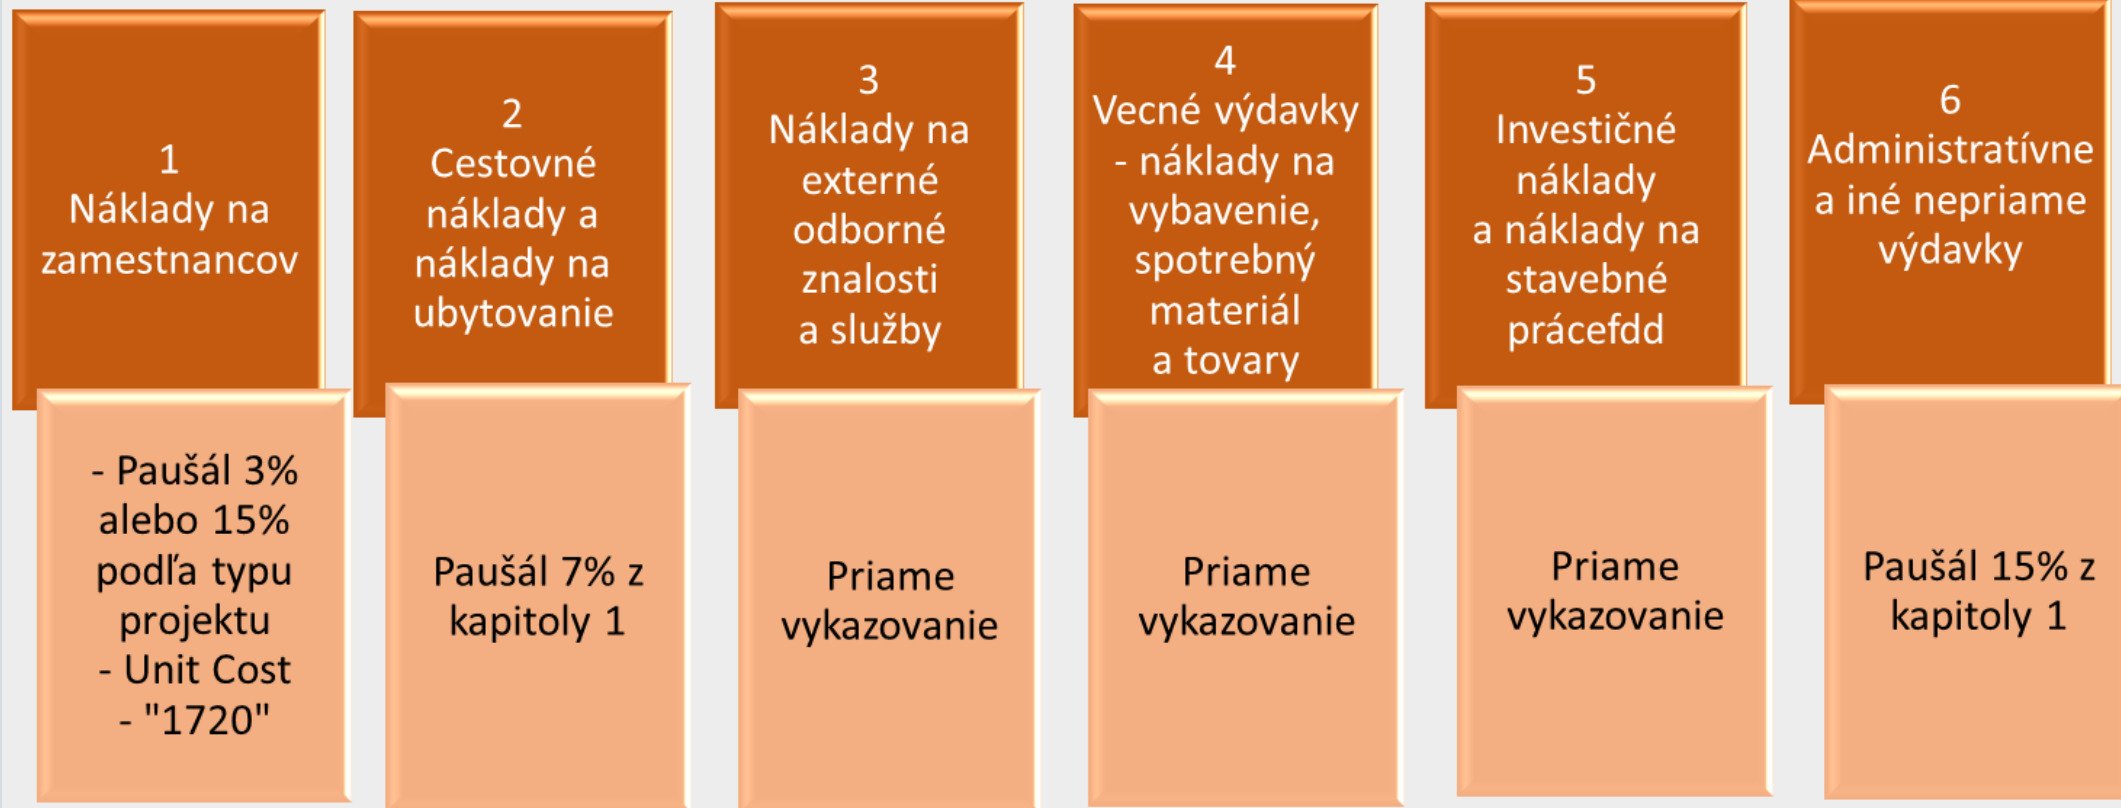 1
Náklady na
zamestnancov
2
Cestovné
náklady a
náklady na
ubytovanie
3
Náklady na
externé
odborné
znalosti
a služby
4
Vecné výdavky
- náklady na
vybavenie,
spotrebný
materiál
a tovary
5
Investičné
náklady
a náklady na
stavebné
prácefdd
6
Administratívne
a iné nepriame
výdavky
- Paušál 3%
alebo 15%
podľa typu
projektu
- Unit Cost
- "1720"
Paušál 7% z
kapitoly 1
Priame
vykazovanie
Priame
vykazovanie
Priame
vykazovanie
Paušál 15% z
kapitoly 1